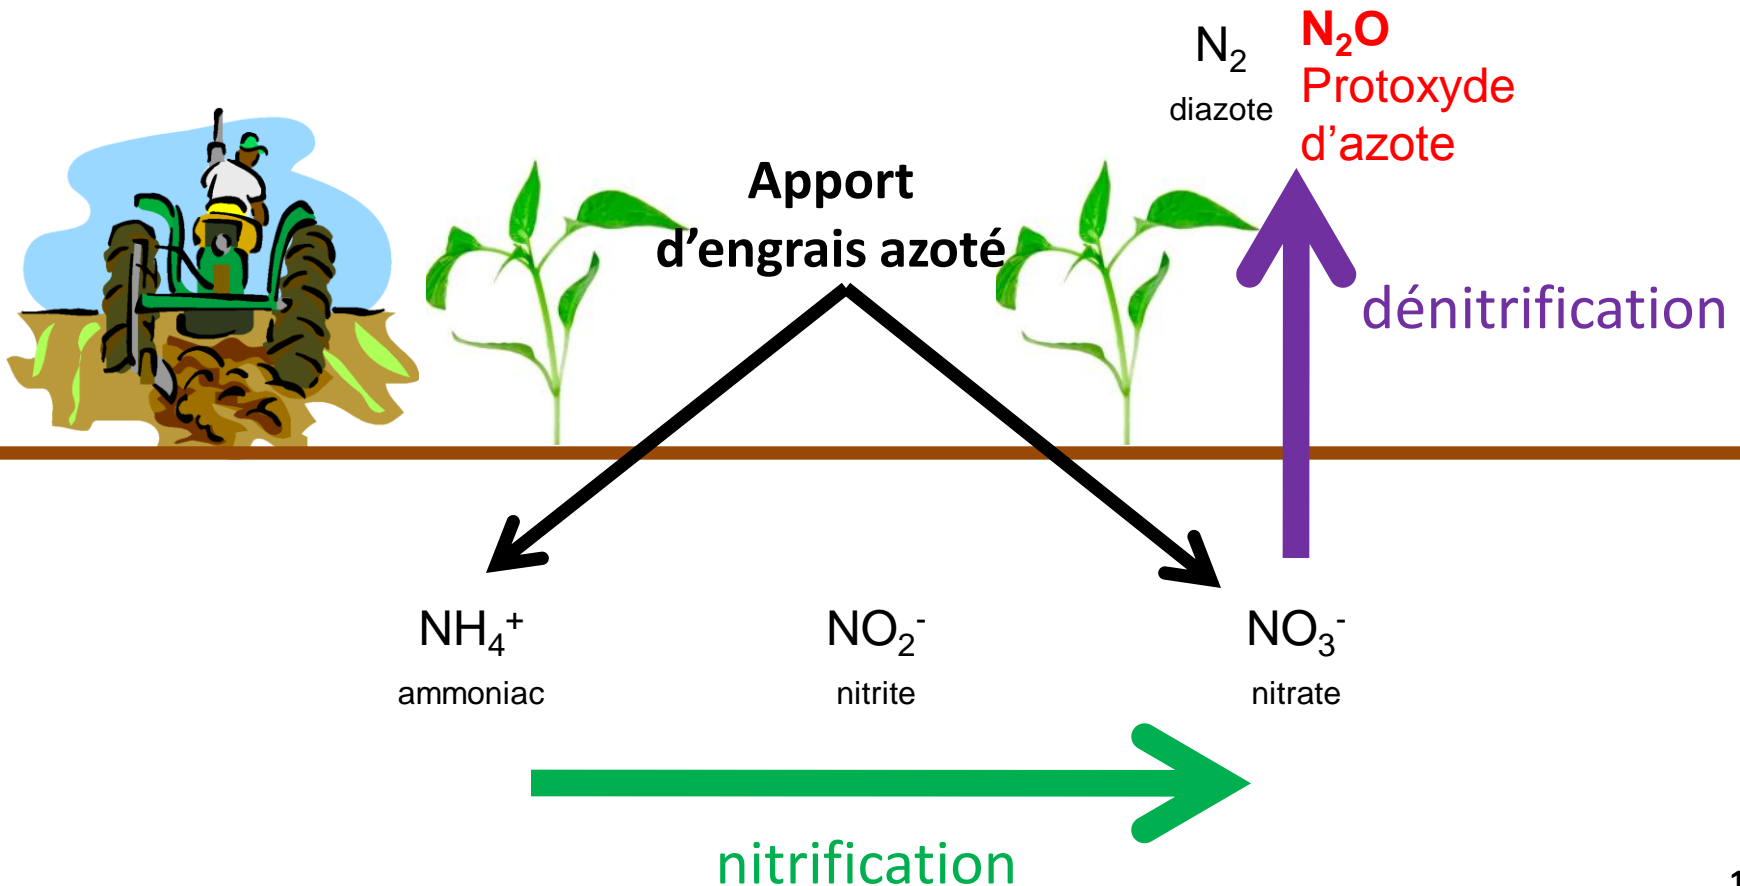 N₂
diazote
N₂O
Protoxyde
d'azote
Apport
d'engrais azoté
dénitrification
NH₄⁺
ammoniac
NO₂⁻
nitrite
NO₃⁻
nitrate
nitrification